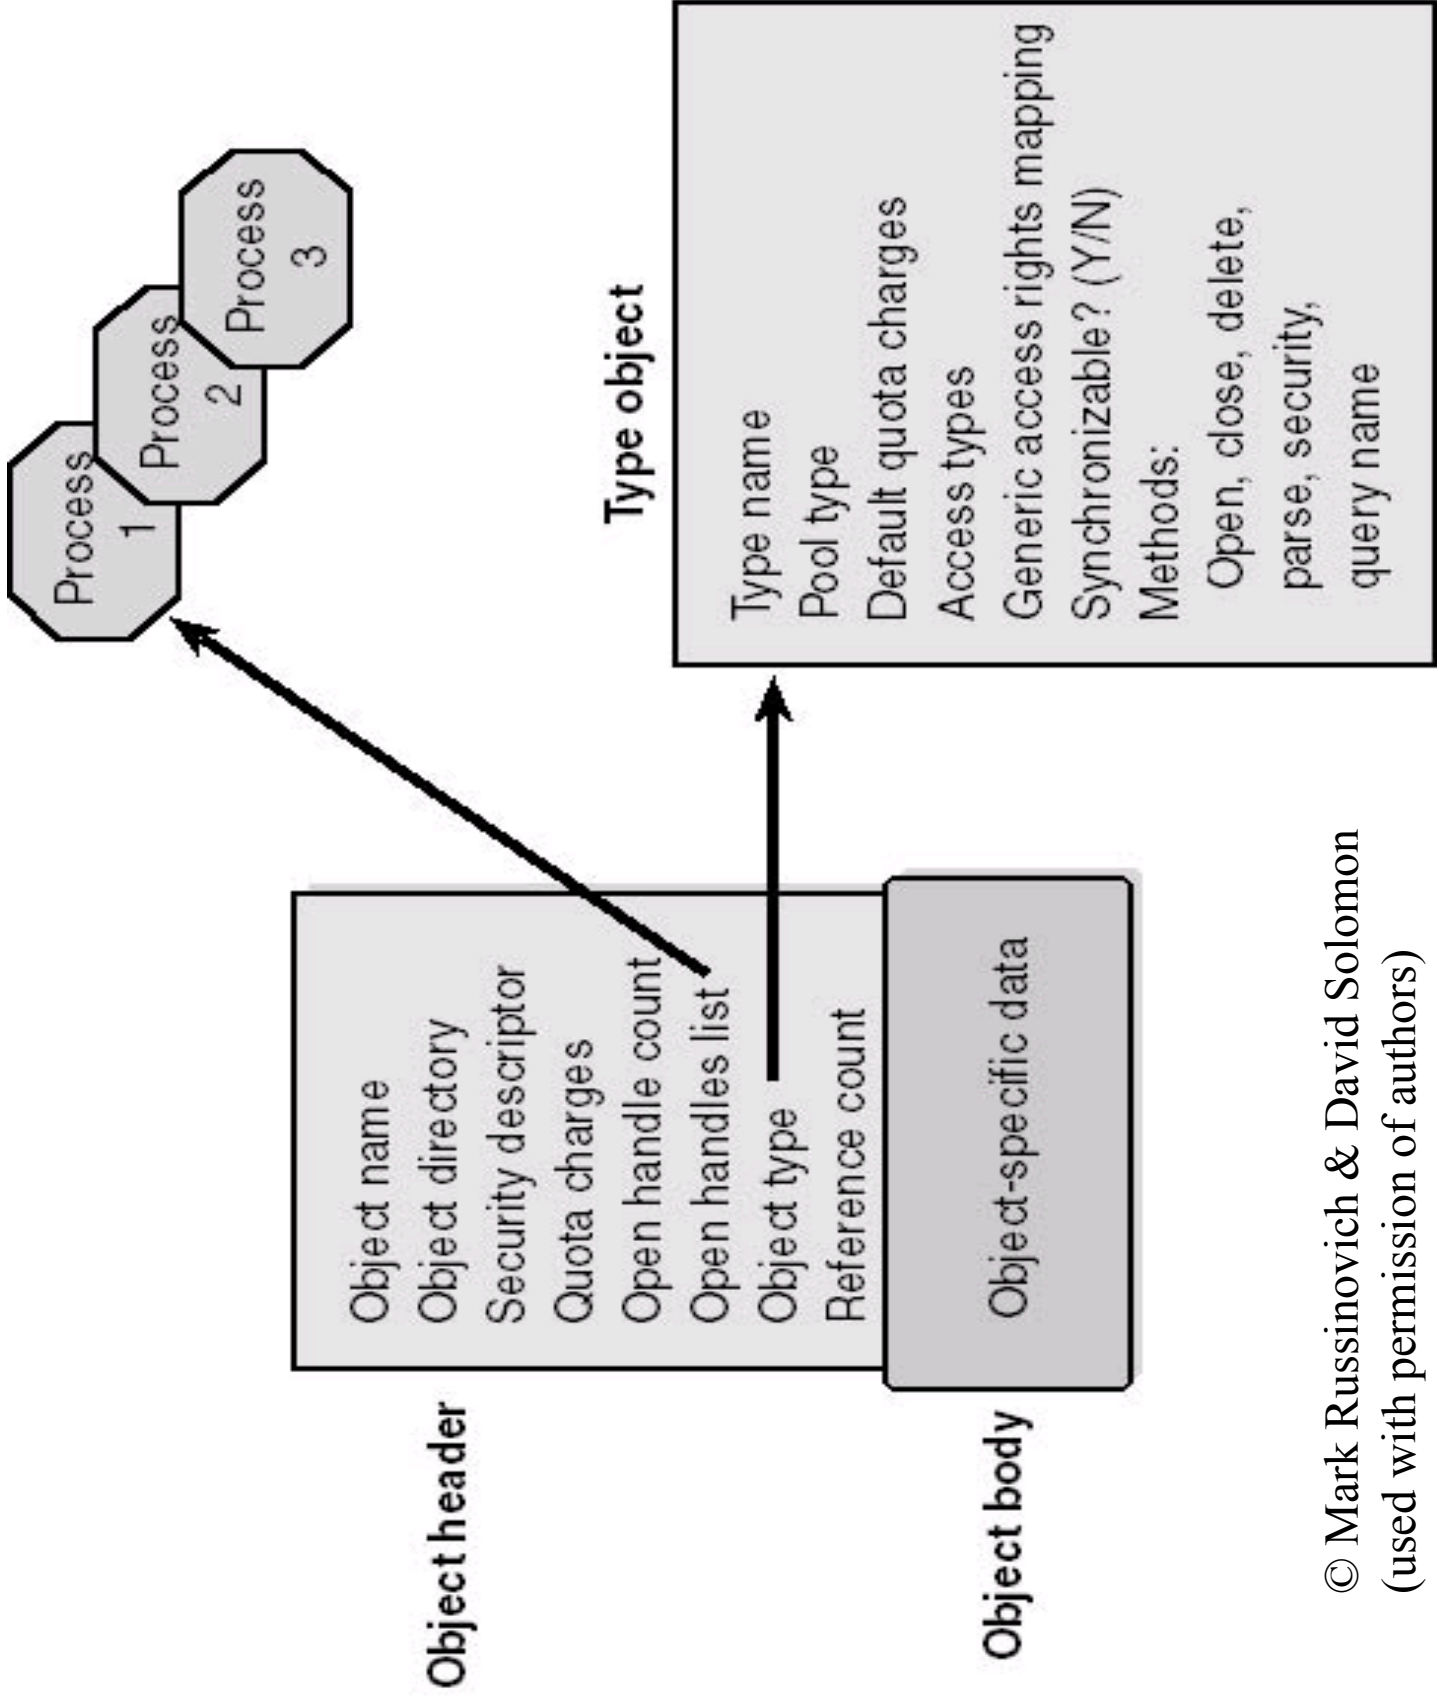 Process
1
Process
2
Process
3
Type object
Object header
Object name
Object directory
Security descriptor
Quota charges
Open handle count
Open handles list
Object type
Reference count
Type name
Pool type
Default quota charges
Access types
Generic access rights mapping
Synchronizable? (Y/N)
Methods:
Open, close, delete,
parse, security,
query name
Object body
Object-specific data
© Mark Russinovich & David Solomon
(used with permission of authors)